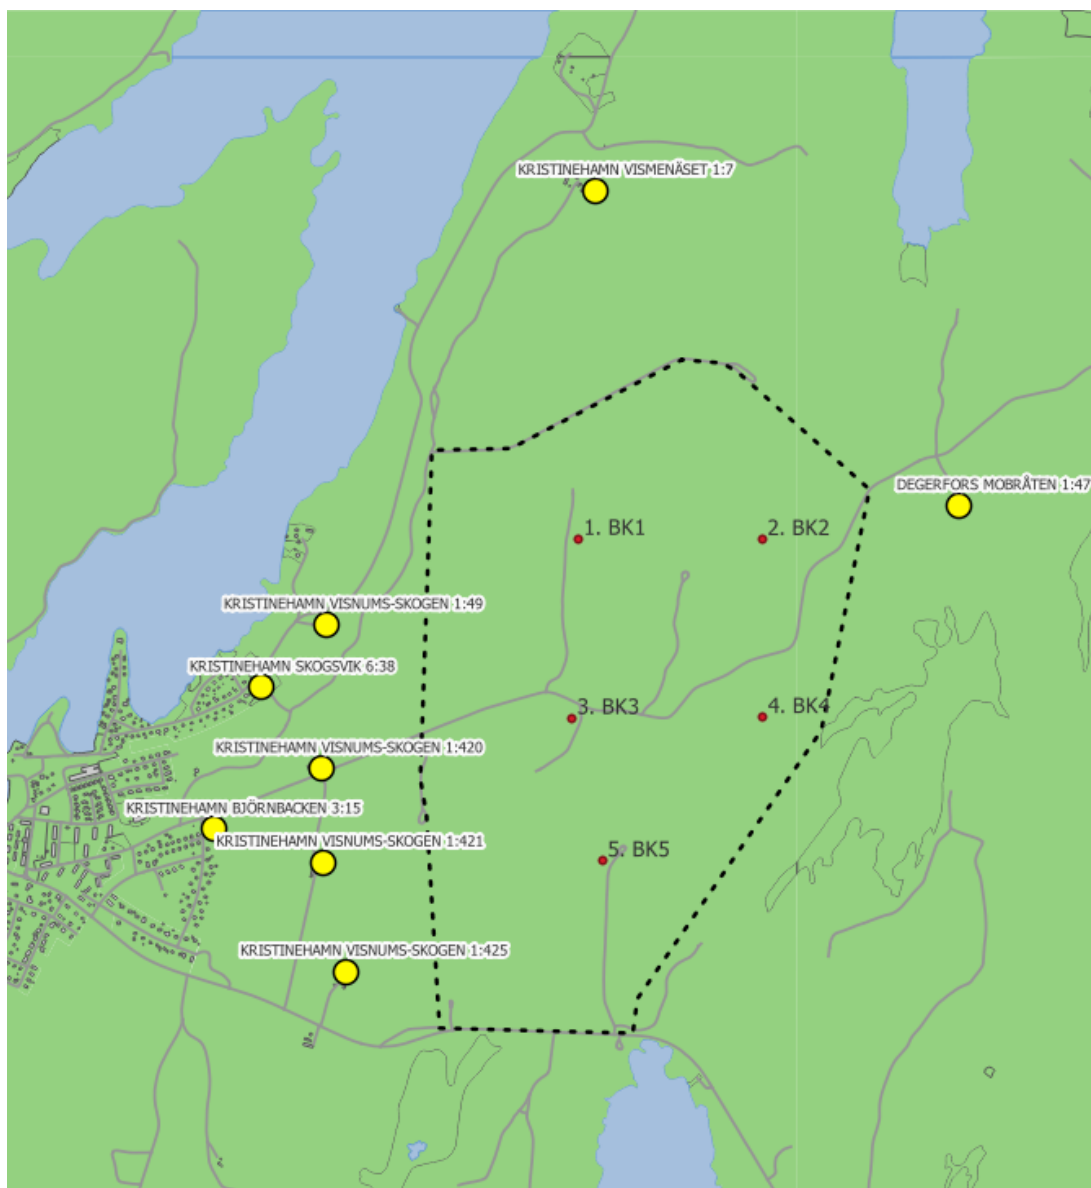 KRISTINEHAMN VISMENÄSET 1:7
DEGERFORS MOBRÅTEN 1:47
1. BK1
2. BK2
KRISTINEHAMN VISNUMS-SKOGEN 1:49
KRISTINEHAMN SKOGSVIK 6:38
3. BK3
4. BK4
KRISTINEHAMN VISNUMS-SKOGEN 1:420
KRISTINEHAMN BJÖRNBACKEN 3:15
KRISTINEHAMN VISNUMS-SKOGEN 1:421
5. BK5
KRISTINEHAMN VISNUMS-SKOGEN 1:425